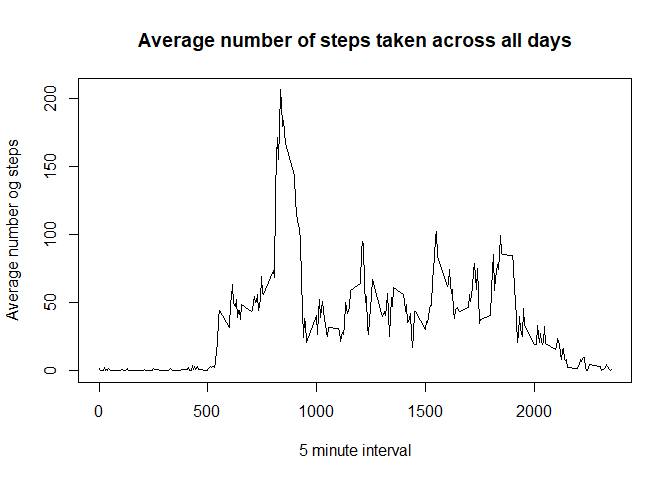 Average number of steps taken across all days
Average number og steps
200
150
100
50
0
0 500 1000 1500 2000
5 minute interval